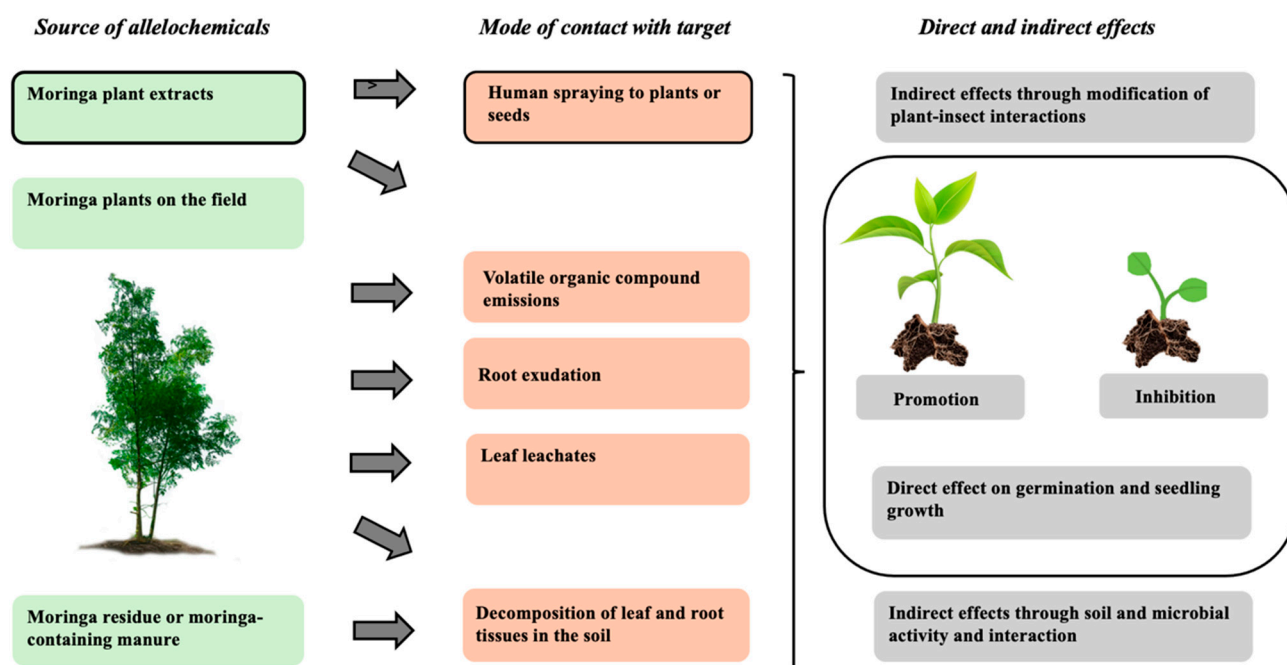 Source of allelochemicals
Mode of contact with target
Direct and indirect effects
Moringa plant extracts
Human spraying to plants or
seeds
Indirect effects through modification of
plant-insect interactions
Moringa plants on the field
Volatile organic compound
emissions
Root exudation
Promotion
Inhibition
Leaf leachates
Direct effect on germination and seedling
growth
Moringa residue or moringa-
containing manure
Decomposition of leaf and root
tissues in the soil
Indirect effects through soil and microbial
activity and interaction